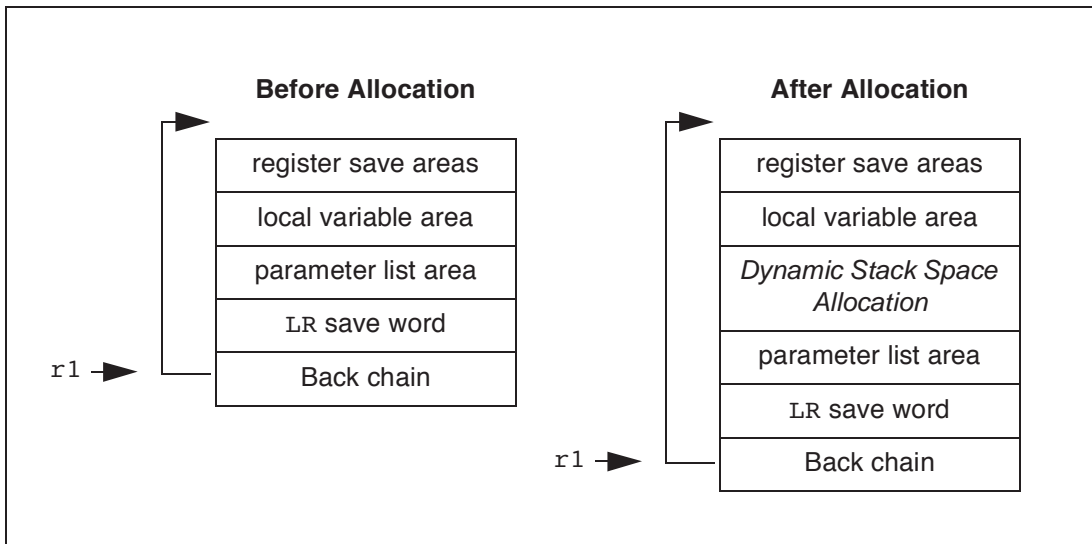 Before Allocation
register save areas
local variable area
parameter list area
LR save word
r1
Back chain
After Allocation
register save areas
local variable area
Dynamic Stack Space
Allocation
parameter list area
LR save word
r1
Back chain